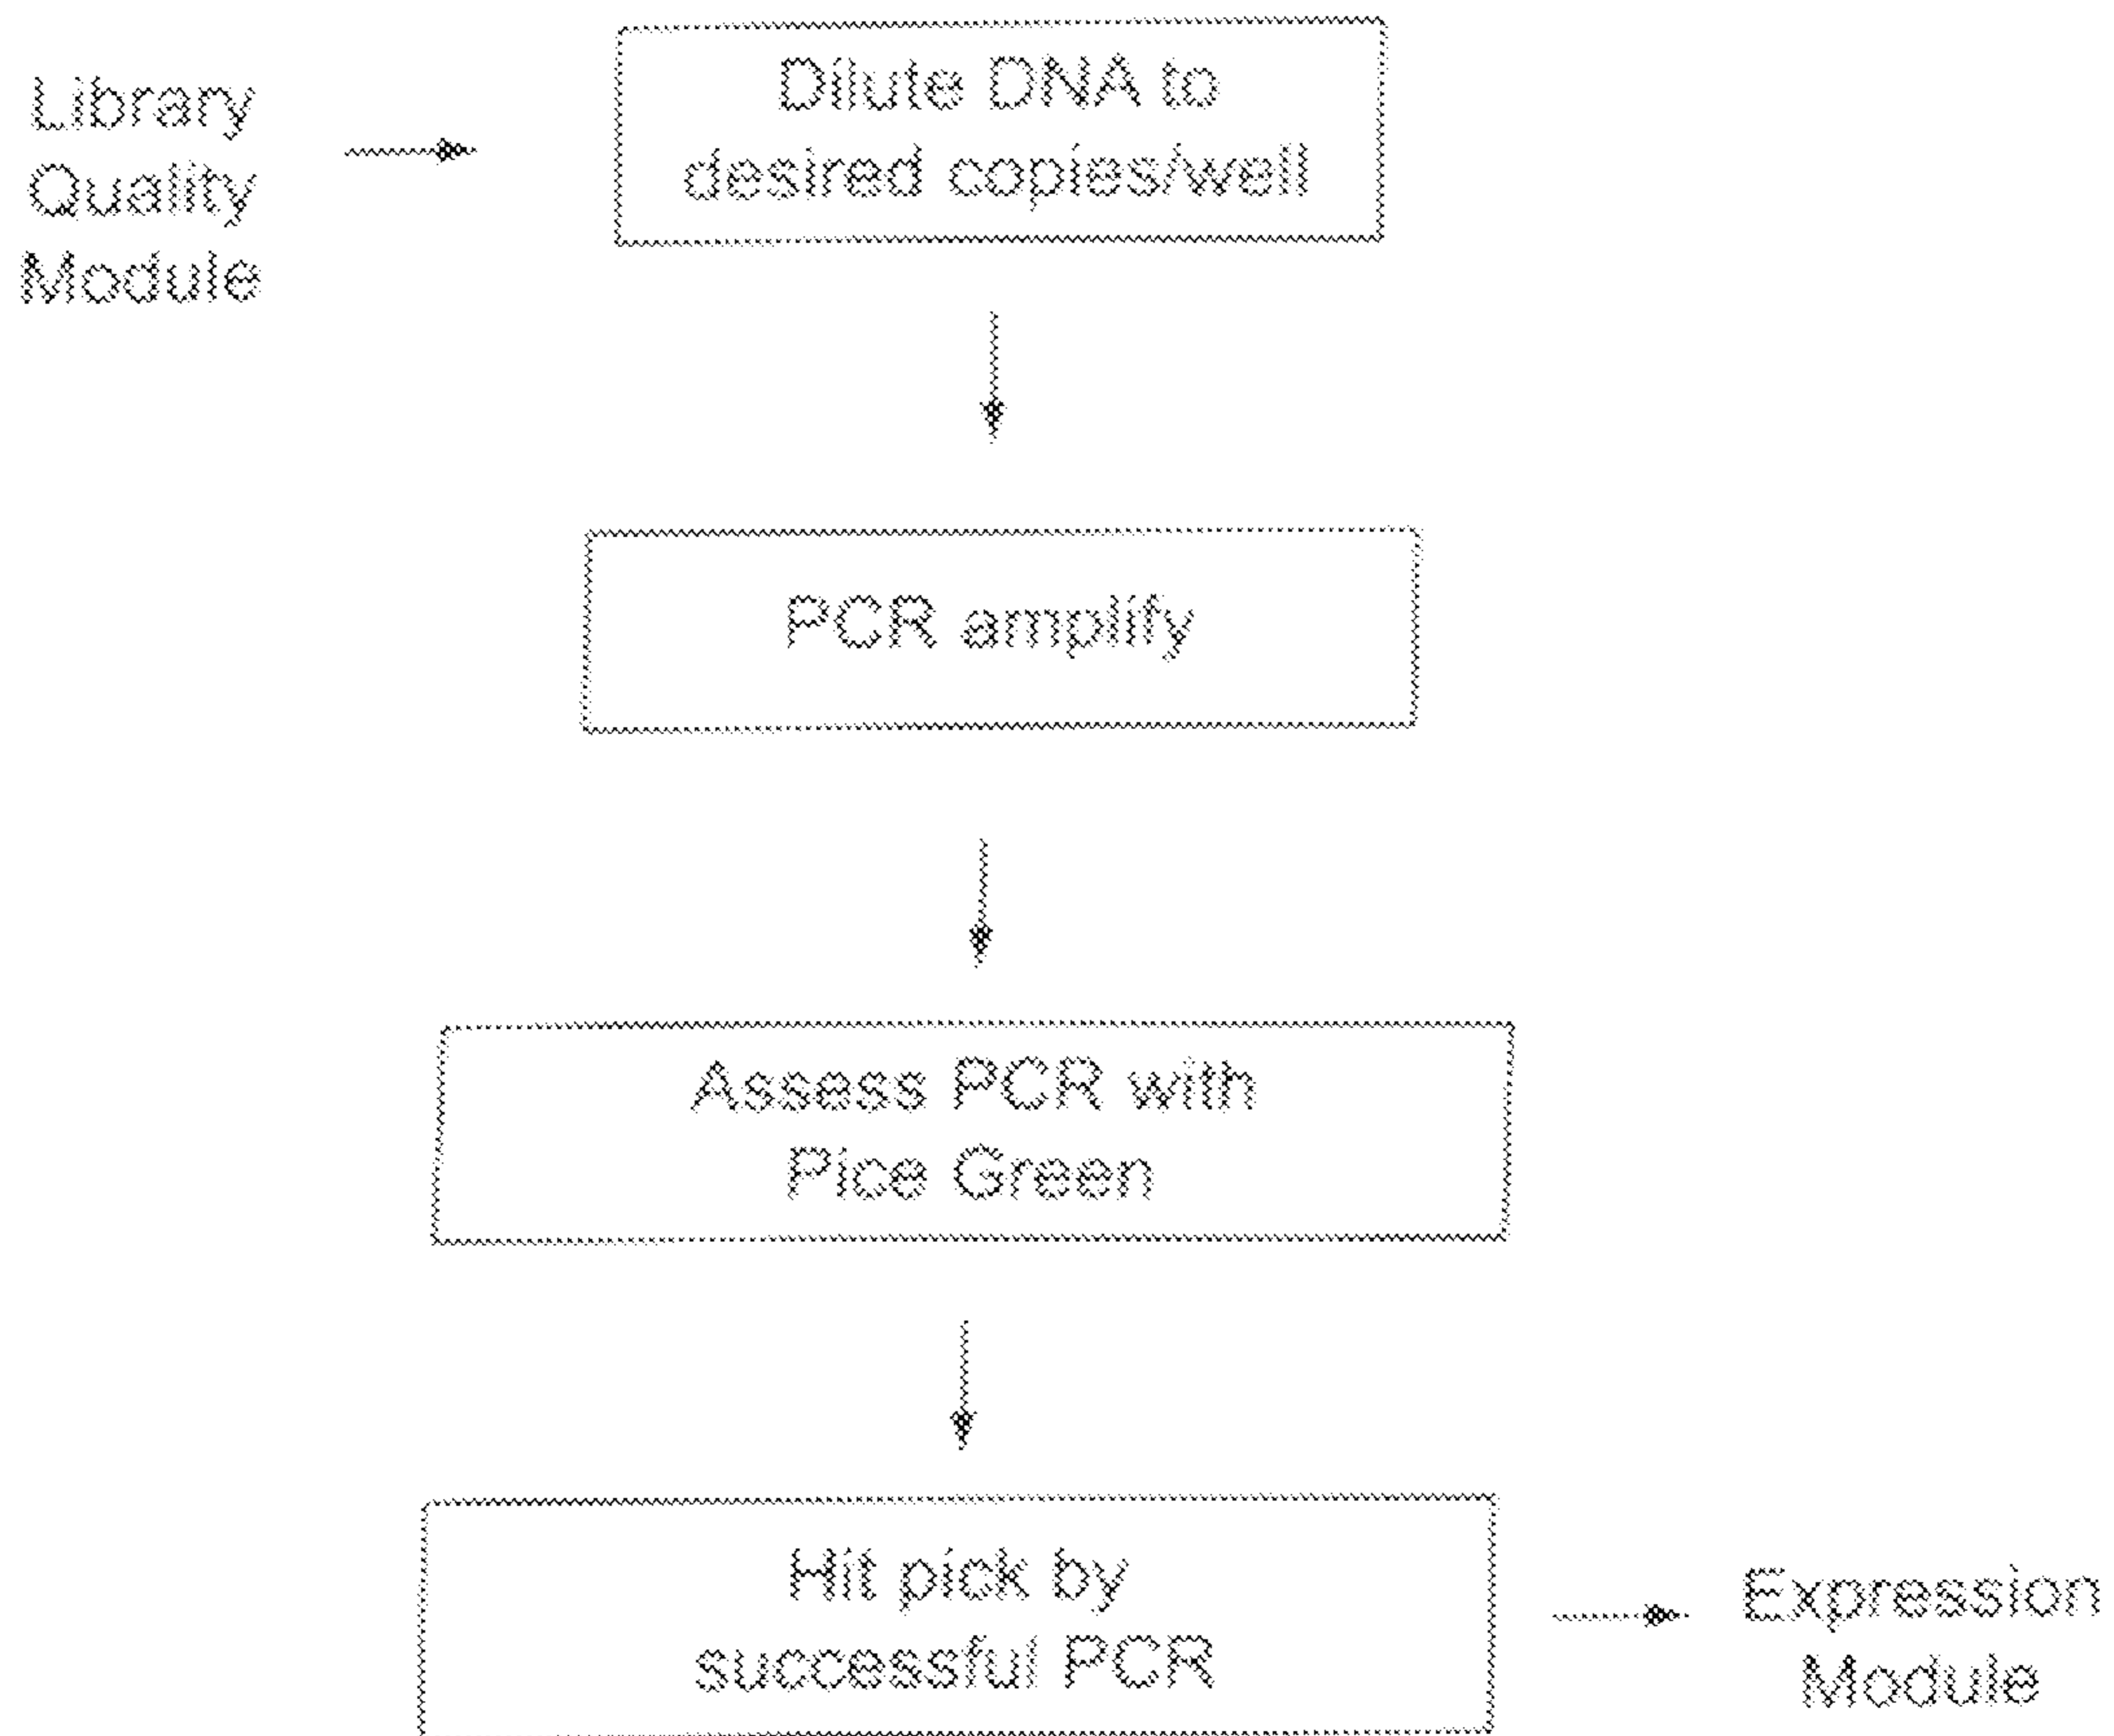 Library
Quality
Module
Dilute DNA to
desired copies/well
PCR amplify
Assess PCR with
Pice Green
Hit pick by
successful PCR
Expression
Module